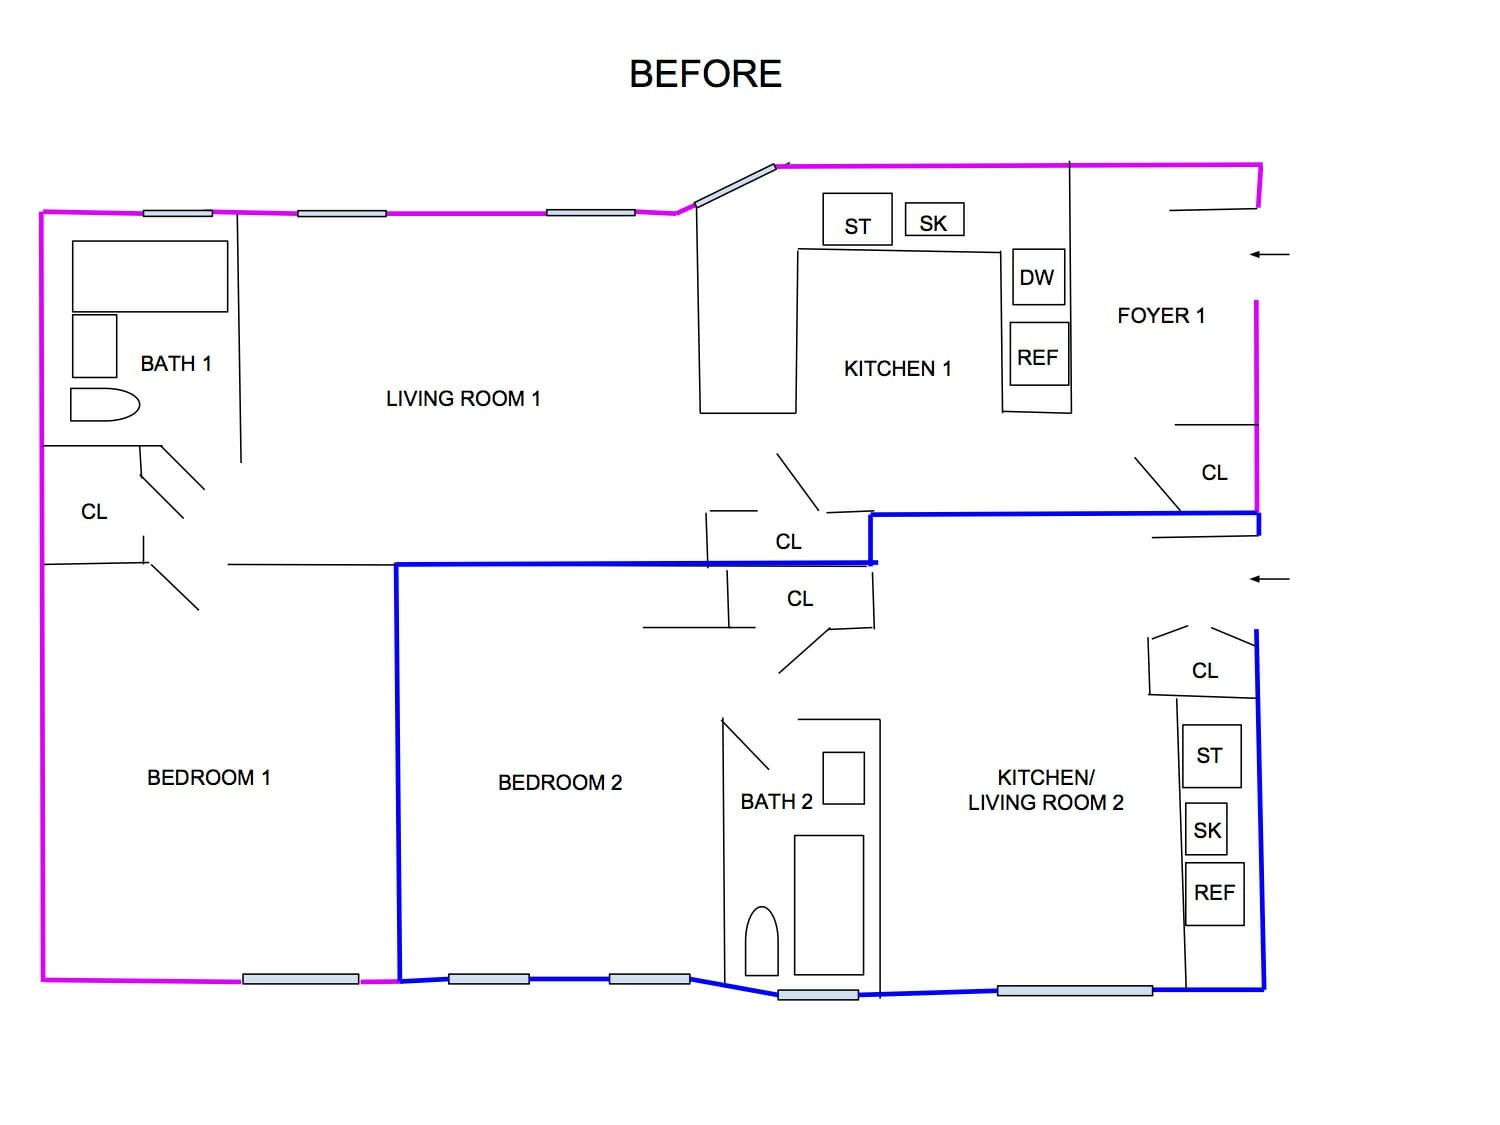 BEFORE
ST
SK
DW
FOYER 1
REF
BATH 1
KITCHEN 1
LIVING ROOM 1
CL
CL
CL
CL
CL
ST
BEDROOM 1
BEDROOM 2
KITCHEN/
LIVING ROOM 2
BATH 2
SK
REF